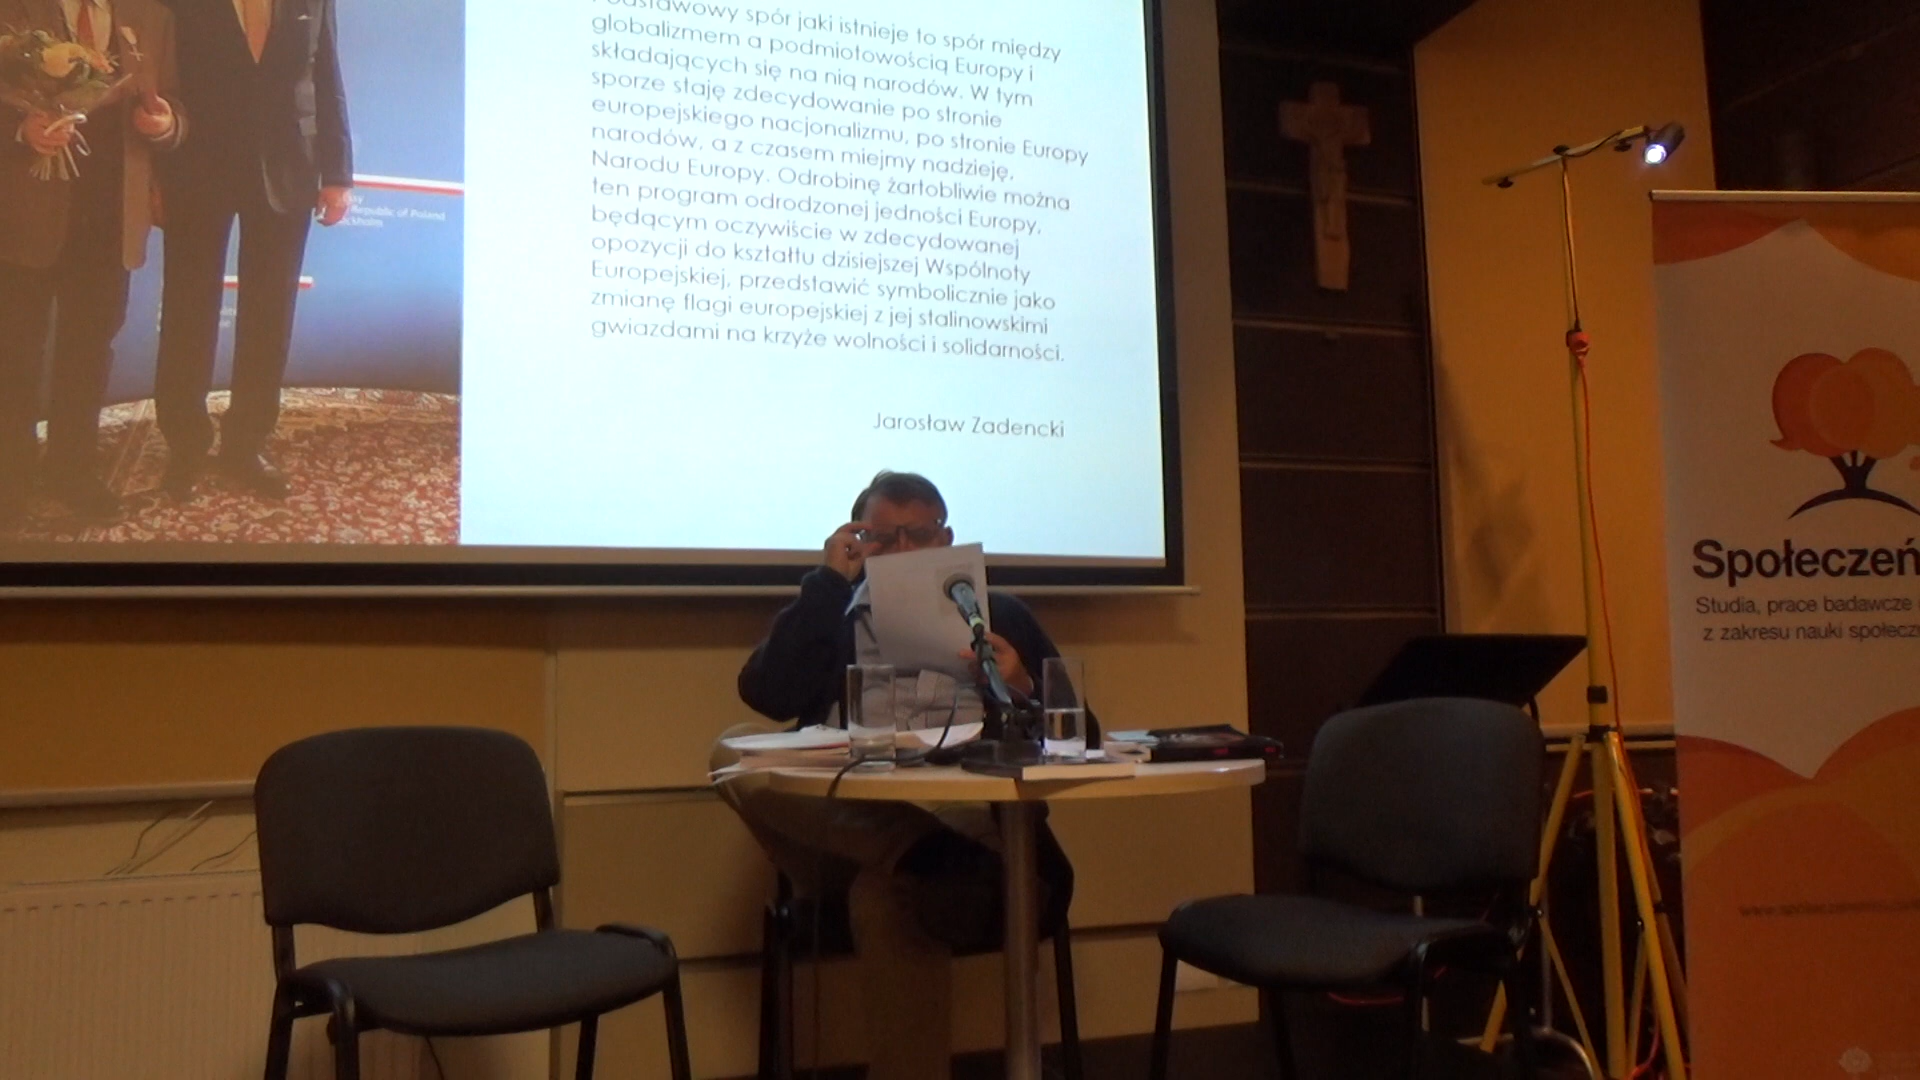 Podstawowy spór jaki istnieje to spór między
globalizmem a podmiotowością Europy i
składających się na nią narodów. W tym
sporze staję zdecydowanie po stronie
europejskiego nacjonalizmu, po stronie Europy
narodów, a z czasem miejmy nadzieję,
Narodu Europy. Odrobinę żartobliwie można
ten program odrodzonej jedności Europy,
będącym oczywiście w zdecydowanej
opozycji do kształtu dzisiejszej Wspólnoty
Europejskiej, przedstawić symbolicznie jako
zmianę flagi europejskiej z jej stalinowskimi
gwiazdami na krzyże wolności i solidarności.
Jarosław Zadencki
Republic of Poland
Społeczeń
Studia, prace badawcze
z zakresu nauki społecz